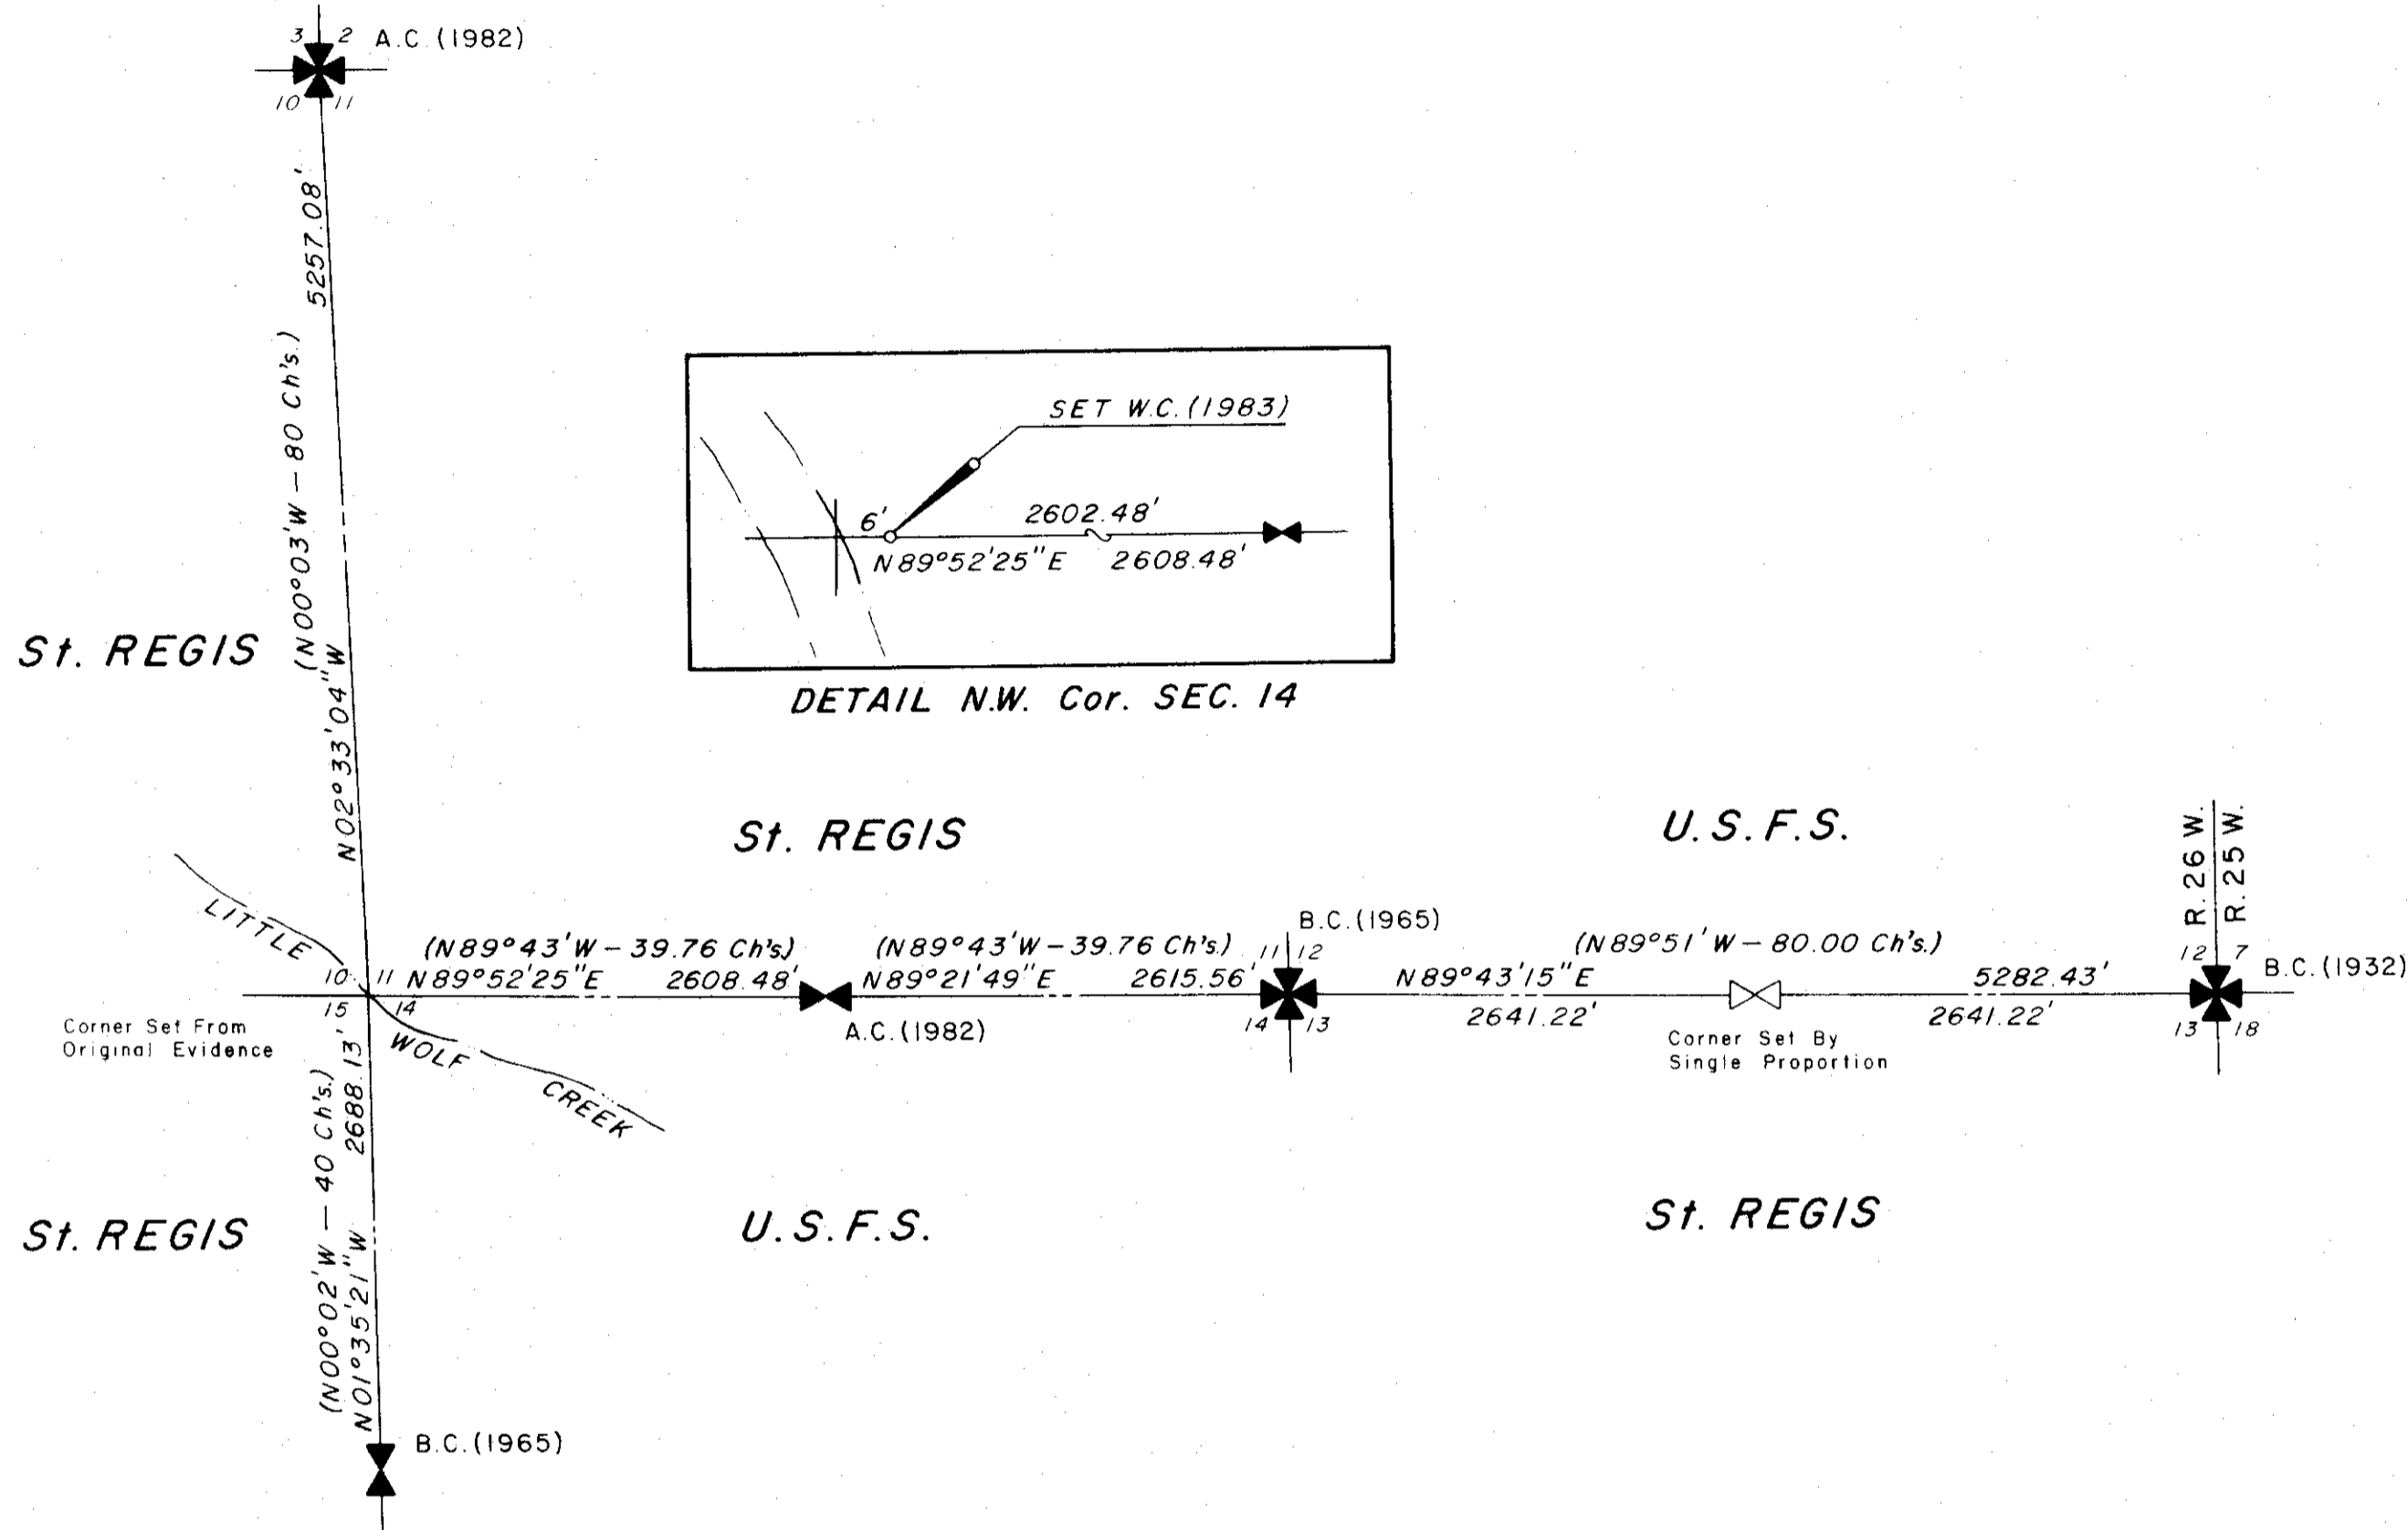 3 2 A.C. (1982)
10 11
5257.08'
(N00°03'W – 80 Ch's.)
N02°33'04"W
SET W.C. (1983)
6'
2602.48'
N89°52'25"E 2608.48'
DETAIL N.W. Cor. SEC. 14
St. REGIS
St. REGIS
U.S.F.S.
R. 26 W.
R. 25 W.
LITTLE
(N89°43'W – 39.76 Ch's.) (N89°43'W – 39.76 Ch's.)
B.C. (1965)
11 12
(N89°51'W – 80.00 Ch's.)
12 7
B.C. (1932)
10 11 N89°52'25"E 2608.48' N89°21'49"E 2615.56'
N89°43'15"E 5282.43'
15 14
Corner Set From
Original Evidence
WOLF
CREEK
A.C. (1982)
14 13
2641.22' 2641.22'
Corner Set By
Single Proportion
13 18
2688.13'
(N00°02'W – 40 Ch's.)
N01°35'21"W
St. REGIS
U.S.F.S.
St. REGIS
B.C. (1965)